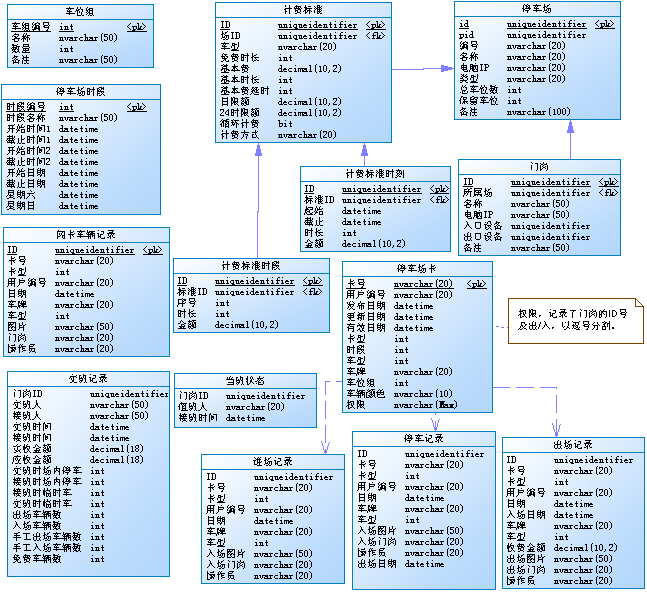 车位组
车组编号 int <pk>
名称 nvarchar(50)
数量 int
备注 nvarchar(50)
计费标准
ID uniqueidentifier <pk>
场ID uniqueidentifier <fk>
车型 nvarchar(20)
免费时长 int
基本费 decimal(10,2)
基本时长 int
基本费延时 int
日限额 decimal(10,2)
24时限额 decimal(10,2)
循环计费 bit
计费方式 nvarchar(20)
停车场
id uniqueidentifier <pk>
pid uniqueidentifier
编号 nvarchar(20)
名称 nvarchar(20)
电脑IP nvarchar(20)
类型 nvarchar(20)
总车位数 int
保留车位 int
备注 nvarchar(100)
停车场时段
时段编号 int <pk>
时段名称 nvarchar(50)
开始时间1 datetime
截止时间1 datetime
开始时间2 datetime
截止时间2 datetime
开始日期 datetime
截止日期 datetime
星期六 datetime
星期日 datetime
计费标准时刻
ID uniqueidentifier <pk>
标准ID uniqueidentifier <fk>
起始 datetime
截止 datetime
时长 int
金额 decimal(10,2)
门岗
ID uniqueidentifier <pk>
所属场 uniqueidentifier <fk>
名称 nvarchar(50)
电脑IP nvarchar(50)
入口设备 uniqueidentifier
出口设备 uniqueidentifier
备注 nvarchar(50)
网卡车辆记录
ID uniqueidentifier <pk>
卡号 nvarchar(20)
卡型 int
用户编号 nvarchar(20)
日期 datetime
车牌 nvarchar(20)
车型 int
图片 nvarchar(50)
门岗 nvarchar(20)
操作员 nvarchar(20)
计费标准时段
ID uniqueidentifier <pk>
标准ID uniqueidentifier <fk>
序号 int
时长 int
金额 decimal(10,2)
停车场卡
卡号 nvarchar(20) <pk>
用户编号 nvarchar(20)
发布日期 datetime
更新日期 datetime
有效日期 datetime
卡型 int
时段 int
车型 int
车牌 nvarchar(20)
车位组 int
车辆颜色 nvarchar(10)
权限 nvarchar(Max)
权限，记录了门岗的ID号
及出/入，以逗号分割。
交班记录
门岗ID uniqueidentifier
交班人 nvarchar(50)
接班人 nvarchar(50)
交班时间 datetime
接班时间 datetime
实收金额 decimal(18)
应收金额 decimal(18)
交班时场内停车 int
接班时场内停车 int
接班时临时车 int
交班时临时车 int
出场车辆数 int
入场车辆数 int
手工出场车辆数 int
手工入场车辆数 int
免费车辆数 int
当班状态
门岗ID uniqueidentifier
值班人 nvarchar(20)
接班时间 datetime
进场记录
ID uniqueidentifier
卡号 nvarchar(20)
卡型 int
用户编号 nvarchar(20)
日期 datetime
车牌 nvarchar(20)
车型 int
入场图片 nvarchar(50)
入场门岗 nvarchar(20)
操作员 nvarchar(20)
停车记录
ID uniqueidentifier
卡号 nvarchar(20)
卡型 int
用户编号 nvarchar(20)
日期 datetime
车牌 nvarchar(20)
车型 int
入场图片 nvarchar(50)
入场门岗 nvarchar(20)
操作员 nvarchar(20)
出场日期 datetime
出场记录
ID uniqueidentifier
卡号 nvarchar(20)
卡型 int
用户编号 nvarchar(20)
日期 datetime
入场日期 datetime
车牌 nvarchar(20)
车型 int
收费金额 decimal(10,2)
出场图片 nvarchar(50)
出场门岗 nvarchar(20)
操作员 nvarchar(20)